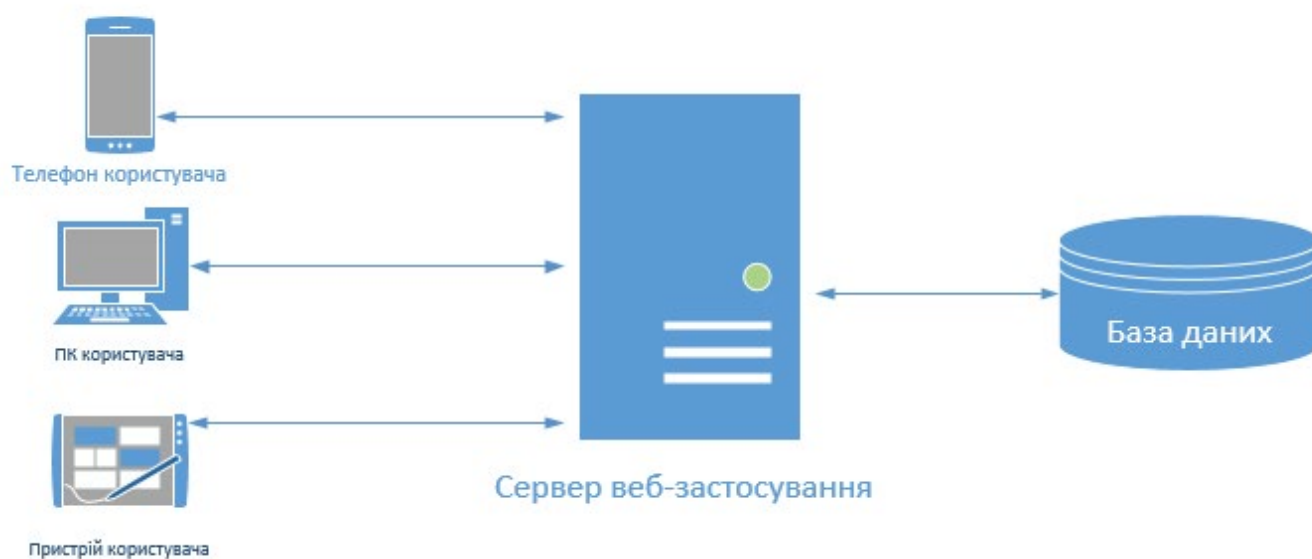 Телефон користувача
ПК користувача
База даних
Сервер веб-застосування
Пристрій користувача